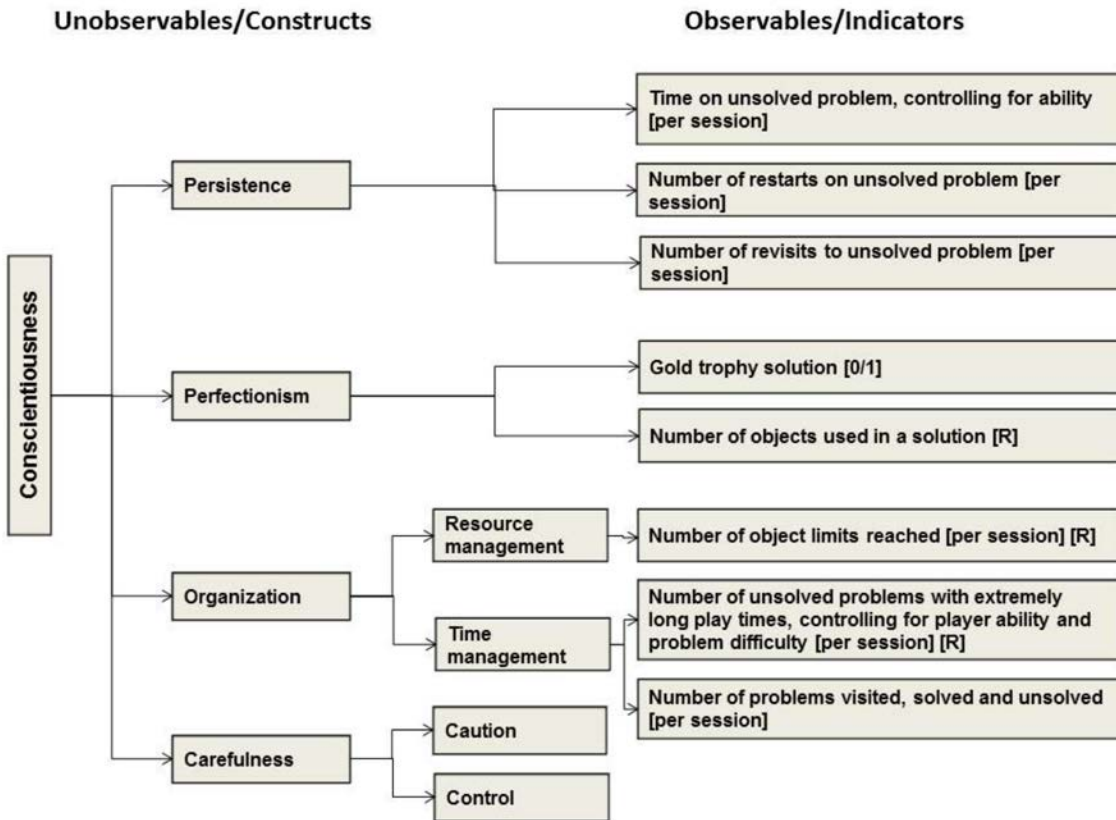 Unobservables/Constructs
Observables/Indicators
Conscientiousness
Persistence
Time on unsolved problem, controlling for ability
[per session]
Number of restarts on unsolved problem [per
session]
Number of revisits to unsolved problem [per
session]
Perfectionism
Gold trophy solution [0/1]
Number of objects used in a solution [R]
Organization
Resource
management
Number of object limits reached [per session] [R]
Time
management
Number of unsolved problems with extremely
long play times, controlling for player ability and
problem difficulty [per session] [R]
Number of problems visited, solved and unsolved
[per session]
Carefulness
Caution
Control